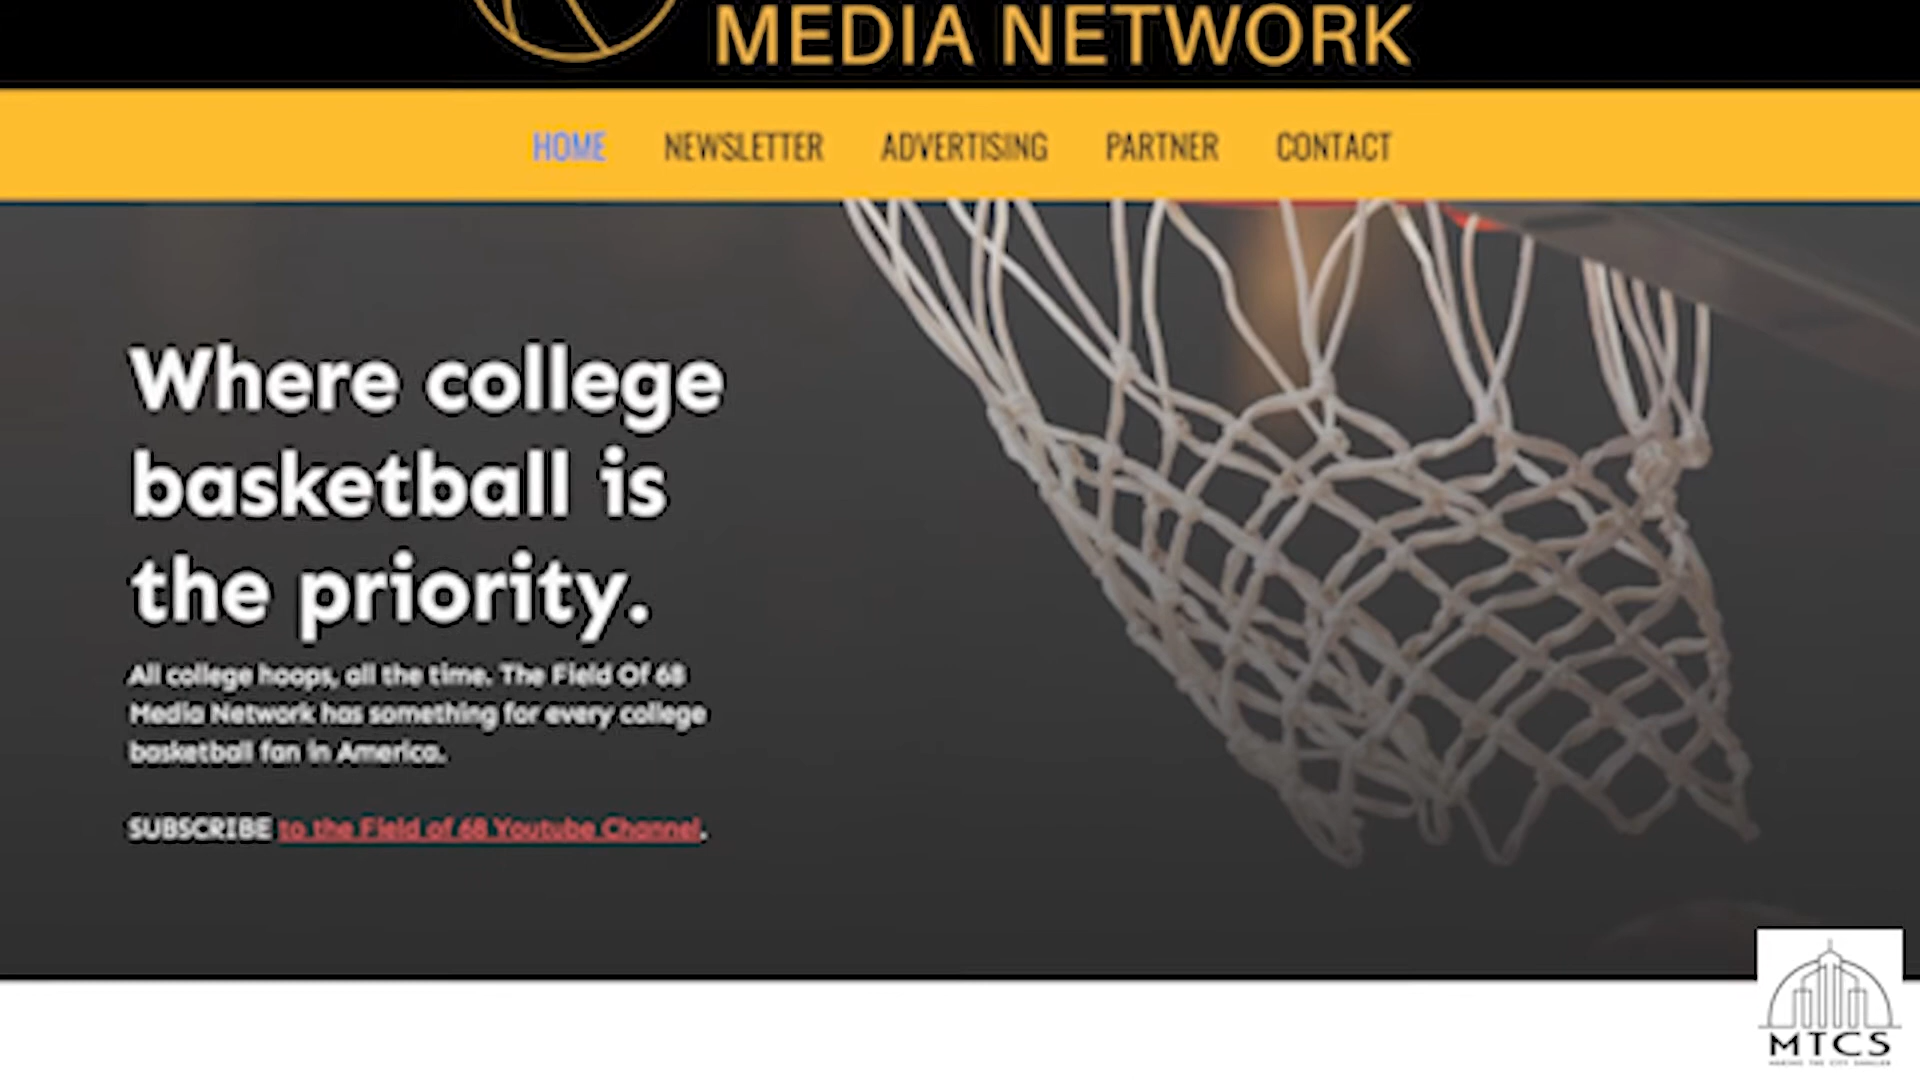 MEDIA NETWORK
HOME NEWSLETTER ADVERTISING PARTNER CONTACT
Where college
basketball is
the priority.
All college hoops, all the time. The Field Of 68
Media Network has something for every college
basketball fan in America.
SUBSCRIBE to the Field of 68 Youtube Channel.
MTCS